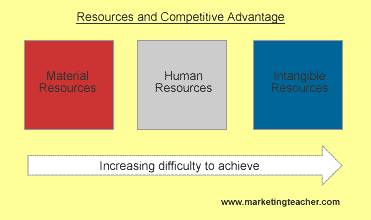 Resources and Competitive Advantage
Material
Resources
Human
Resources
Intangible
Resources
Increasing difficulty to achieve
www.marketingteacher.com